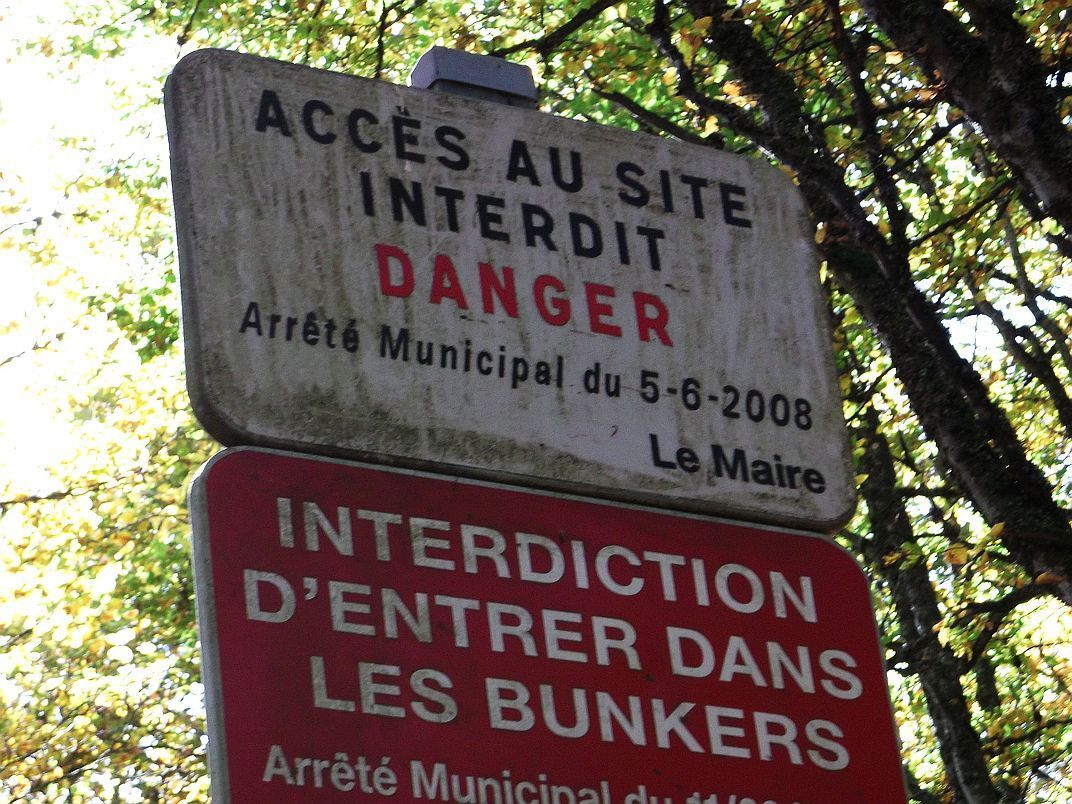 ACCÈS AU SITE
INTERDIT
DANGER
Arrêté Municipal du 5-6-2008
Le Maire
INTERDICTION
D'ENTRER DANS
LES BUNKERS
Arrêté Municipal du